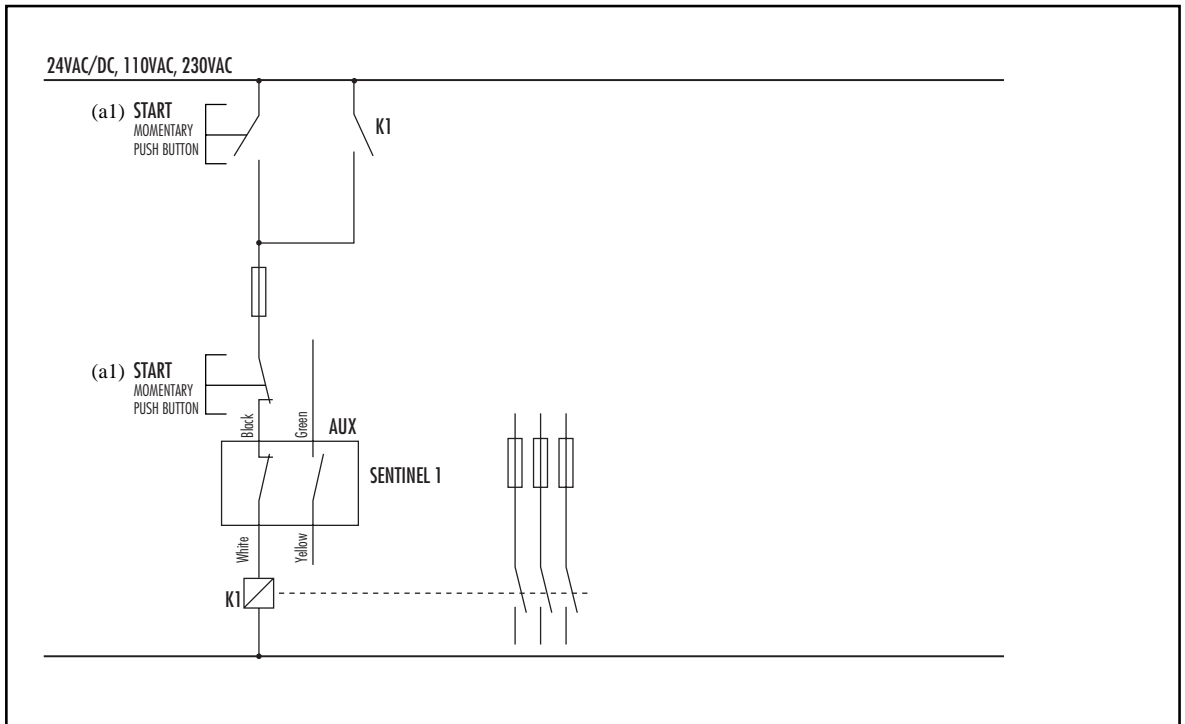 24VAC/DC, 110VAC, 230VAC
(a1) START
MOMENTARY
PUSH BUTTON
K1
(a1) START
MOMENTARY
PUSH BUTTON
Black
Green
AUX
SENTINEL 1
White
Yellow
K1